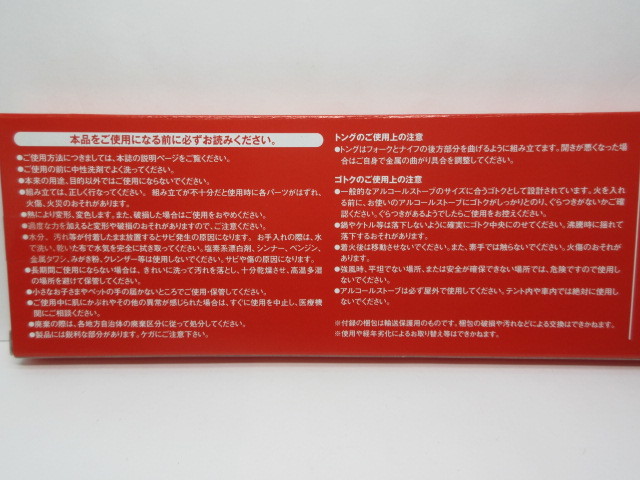 本品をご使用になる前に必ずお読みください。
●ご使用方法につきましては、本誌の説明ページをご覧ください。
●ご使用の前に中性洗剤でよく洗ってください。
●本来の用途、目的以外ではご使用にならないでください。
●組み立ては、正しく行なってください。 組み立てが不十分だと使用時に各パーツがはずれ、
火傷、火災のおそれがあります。
●熱により変形、変色します。また、破損した場合はご使用をおやめください。
●過度な力を加えると変形や破損のおそれがありますので、ご注意ください。
●水分、汚れ等が付着したまま放置するとサビ発生の原因になります。 お手入れの際は、水
で洗い、乾いた布で水気を完全に拭き取ってください。塩素系漂白剤、シンナー、ベンジン、
金属タワシ、みがき粉、クレンザー等は使用しないでください。サビや傷の原因になります。
●長期間ご使用にならない場合は、きれいに洗って汚れを落とし、十分乾燥させ、高温多湿
の場所を避けて保管してください。
●小さなお子さまやペットの手の届かないところでご使用・保管してください。
●ご使用中に肌にかぶれやその他の異常が感じられた場合は、すぐに使用を中止し、医療機
関にご相談ください。
●廃棄の際は、各地方自治体の廃棄区分に従って処分してください。
●製品には鋭利な部分があります。ケガにご注意下さい。
トングのご使用上の注意
●トングはフォークとナイフの後方部分を曲げるように組み立てます。開きが悪くなった場
合はご自身で金属の曲がり具合を調整してください。
ゴトクのご使用上の注意
●一般的なアルコールストーブのサイズに合うゴトクとして設計されています。火を入れ
る前に、お使いのアルコールストーブにゴトクがしっかりとのり、ぐらつきがないかご確
認ください。ぐらつきがあるようでしたらご使用をお控えください。
●鍋やケトル等は落下しないように確実にゴトク中央にのせてください。沸騰時に揺れて
落下するおそれがあります。
●着火後は移動させないでください。また、素手では触らないでください。火傷のおそれが
あります。
●強風時、平坦でない場所、または安全が確保できない場所では、危険ですので使用し
ないでください。
●アルコールストーブは必ず屋外で使用してください。テント内や車内では絶対に使用し
ないでください。
※付録の梱包は輸送保護用のものです。梱包の破損や汚れなどによる交換はできかねます。
※使用や経年劣化によるお取り替え等はできかねます。